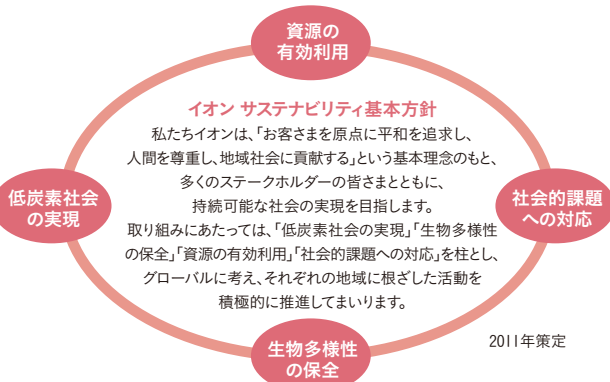 資源の
有効利用
イオン サステナビリティ基本方針
私たちイオンは、「お客さまを原点に平和を追求し、
人間を尊重し、地域社会に貢献する」という基本理念のもと、
多くのステークホルダーの皆さまとともに、
持続可能な社会の実現を目指します。
取り組みにあたっては、「低炭素社会の実現」「生物多様性
の保全」「資源の有効利用」「社会的課題への対応」を柱とし、
グローバルに考え、それぞれの地域に根ざした活動を
積極的に推進してまいります。
低炭素社会
の実現
社会的課題
への対応
生物多様性
の保全
2011年策定